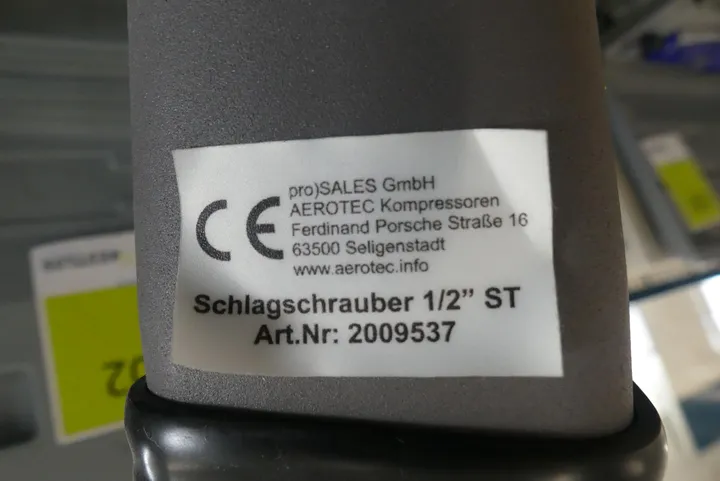 CE
pro)SALES GmbH
AEROTEC Kompressoren
Ferdinand Porsche Straße 16
63500 Seligenstadt
www.aerotec.info
Schlagschrauber 1/2” ST
Art.Nr: 2009537